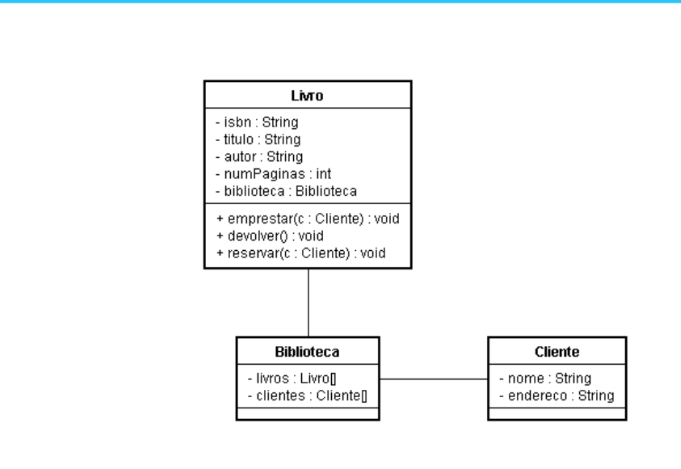 Livro
- isbn : String
- titulo : String
- autor : String
- numPaginas : int
- biblioteca : Biblioteca
+ emprestar(c : Cliente) : void
+ devolver() : void
+ reservar(c : Cliente) : void
Biblioteca
- livros : Livro[]
- clientes : Cliente[]
Cliente
- nome : String
- endereco : String